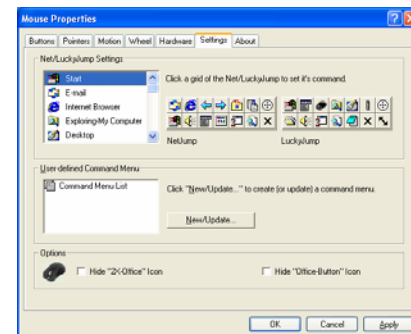 Mouse Properties
Buttons Pointers Motion Wheel Hardware Settings About
Net/LuckyJump Settings
Start
E-mail
Internet Browser
Exploring-My Computer
Desktop
Click a grid of the Net/LuckyJump to set it's command.
NetJump
LuckyJump
User-defined Command Menu
Command Menu List
Click "New/Update..." to create (or update) a command menu.
New/Update...
Options
Hide "2X-Office" Icon
Hide "Office-Button" Icon
OK Cancel Apply